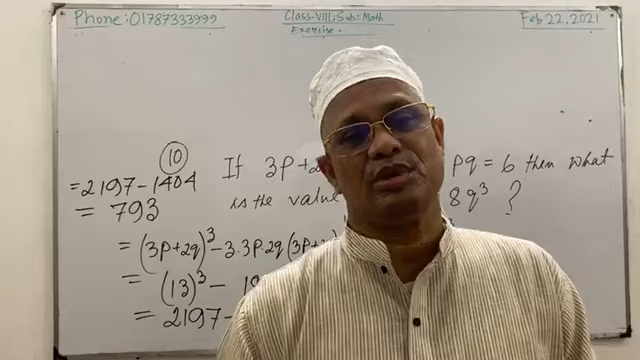 Phone: 01787333999
Class-VIII; Sub: Math
Exercise -
Feb 22, 2021
(10) If 3P+2 pq = 6 then what
is the value 8q³ ?
= (3P+2q)³ - 3.3P.2q (3P+
= (13)³ - 18
= 2197-
= 2197-1404
= 793